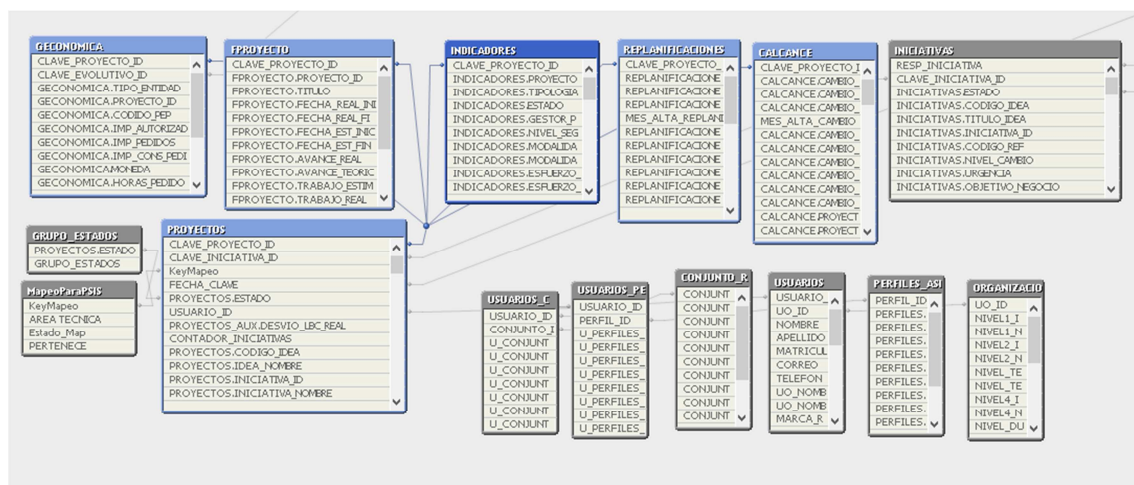 GECONOMICA
CLAVE_PROYECTO_ID
CLAVE_EVOLUTIVO_ID
GECONOMICA.TIPO_ENTIDAD
GECONOMICA.PROYECTO_ID
GECONOMICA.CODIDO_PEP
GECONOMICA.IMP_AUTORIZAD
GECONOMICA.IMP_PEDIDOS
GECONOMICA.IMP_CONS_PEDI
GECONOMICA.MONEDA
GECONOMICA.HORAS_PEDIDO
FPROYECTO
CLAVE_PROYECTO_ID
FPROYECTO.PROYECTO_ID
FPROYECTO.TITULO
FPROYECTO.FECHA_REAL_INI
FPROYECTO.FECHA_REAL_FI
FPROYECTO.FECHA_EST_INIC
FPROYECTO.FECHA_EST_FIN
FPROYECTO.AVANCE_REAL
FPROYECTO.AVANCE_TEORIC
FPROYECTO.TRABAJO_ESTIM
FPROYECTO.TRABAJO_REAL
INDICADORES
CLAVE_PROYECTO_ID
INDICADORES.PROYECTO
INDICADORES.TIPOLOGIA
INDICADORES.ESTADO
INDICADORES.GESTOR_P
INDICADORES.NIVEL_SEG
INDICADORES.MODALIDA
INDICADORES.MODALIDA
INDICADORES.ESFUERZO_
INDICADORES.ESFUERZO_
REPLANIFICACIONES
CLAVE_PROYECTO_
REPLANIFICACIONE
REPLANIFICACIONE
REPLANIFICACIONE
MES_ALTA_REPLANI
REPLANIFICACIONE
REPLANIFICACIONE
REPLANIFICACIONE
REPLANIFICACIONE
REPLANIFICACIONE
REPLANIFICACIONE
CALCANCE
CLAVE_PROYECTO_I
CALCANCE.CAMBIO_
CALCANCE.CAMBIO_
CALCANCE.CAMBIO_
MES_ALTA_CAMBIO
CALCANCE.CAMBIO_
CALCANCE.CAMBIO_
CALCANCE.CAMBIO_
CALCANCE.CAMBIO_
CALCANCE.CAMBIO_
CALCANCE.CAMBIO_
CALCANCE.PROYECT
CALCANCE.PROYECT
INICIATIVAS
RESP_INICIATIVA
CLAVE_INICIATIVA_ID
INICIATIVAS.ESTADO
INICIATIVAS.CODIGO_IDEA
INICIATIVAS.TITULO_IDEA
INICIATIVAS.INICIATIVA_ID
INICIATIVAS.CODIGO_REF
INICIATIVAS.NIVEL_CAMBIO
INICIATIVAS.URGENCIA
INICIATIVAS.OBJETIVO_NEGOCIO
GRUPO_ESTADOS
PROYECTOS.ESTADO
GRUPO_ESTADOS
MapeoParaPSIS
KeyMapeo
AREA TECNICA
Estado_Map
PERTENECE
PROYECTOS
CLAVE_PROYECTO_ID
CLAVE_INICIATIVA_ID
KeyMapeo
FECHA_CLAVE
PROYECTOS.ESTADO
USUARIO_ID
PROYECTOS_AUX.DESVIO_LBC_REAL
CONTADOR_INICIATIVAS
PROYECTOS.CODIGO_IDEA
PROYECTOS.IDEA_NOMBRE
PROYECTOS.INICIATIVA_ID
PROYECTOS.INICIATIVA_NOMBRE
USUARIOS_C
USUARIO_ID
CONJUNTO_I
U_CONJUNT
U_CONJUNT
U_CONJUNT
U_CONJUNT
U_CONJUNT
U_CONJUNT
U_CONJUNT
USUARIOS_PE
USUARIO_ID
PERFIL_ID
U_PERFILES_
U_PERFILES_
U_PERFILES_
U_PERFILES_
U_PERFILES_
U_PERFILES_
U_PERFILES_
U_PERFILES_
CONJUNTO_R
CONJUNT
CONJUNT
CONJUNT
CONJUNT
CONJUNT
CONJUNT
CONJUNT
CONJUNT
CONJUNT
CONJUNT
USUARIOS
USUARIO_
UO_ID
NOMBRE
APELLIDO
MATRICUL
CORREO
TELEFON
UO_NOMB
UO_NOMB
MARCA_R
PERFILES_ASI
PERFIL_ID
PERFILES.
PERFILES.
PERFILES.
PERFILES.
PERFILES.
PERFILES.
PERFILES.
PERFILES.
PERFILES.
ORGANIZACIO
UO_ID
NIVEL1_I
NIVEL1_N
NIVEL2_I
NIVEL2_N
NIVEL_TE
NIVEL_TE
NIVEL4_I
NIVEL4_N
NIVEL_DU